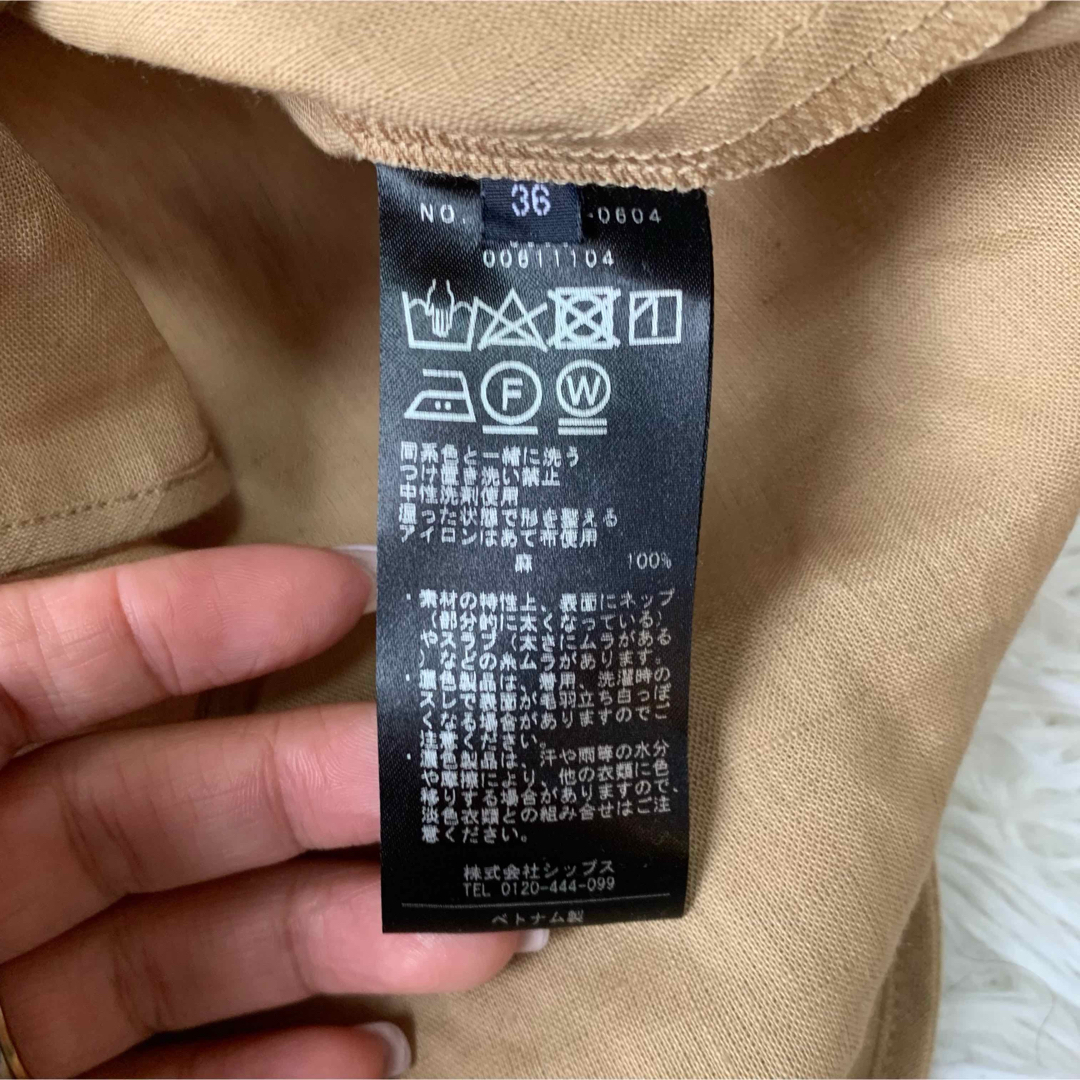 36
NO. -0604
00611104
F W
同系色と一緒に洗う
つけ置き洗い禁止
中性洗剤使用
湿った状態で形を整える
アイロンはあて布使用
麻 100%
・素材の特性上、表面にネップ
(部分的に太くなっている)
やスラブ(太さにムラがある
)などの糸ムラがあります。
・濃色製品は、着用、洗濯時の
スレで表面が毛羽立ち白っぽ
くなる場合がありますのでご
注意ください。
・濃色製品は、汗や雨等の水分
や摩擦により、他の衣類に色
移りする場合がありますので、
淡色衣類との組み合せはご注
意ください。
株式会社シップス
TEL 0120-444-099
ベトナム製